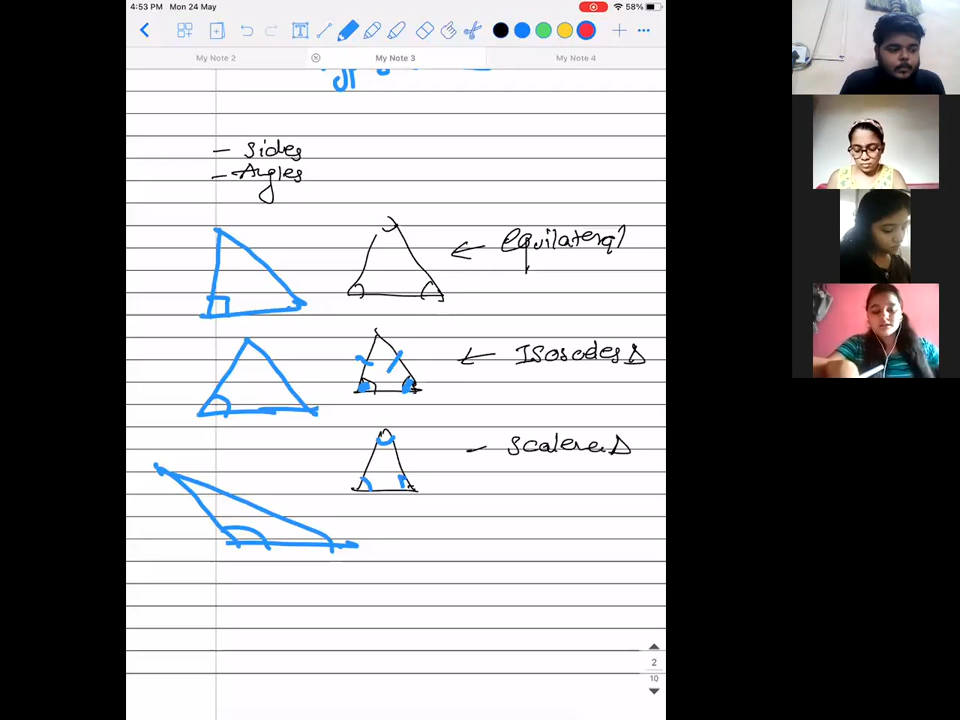 4:53 PM Mon 24 May
58%
My Note 2
My Note 3
My Note 4
- sides
- Angles
← equilateral
← Isosceles Δ
- scalene Δ
2
10